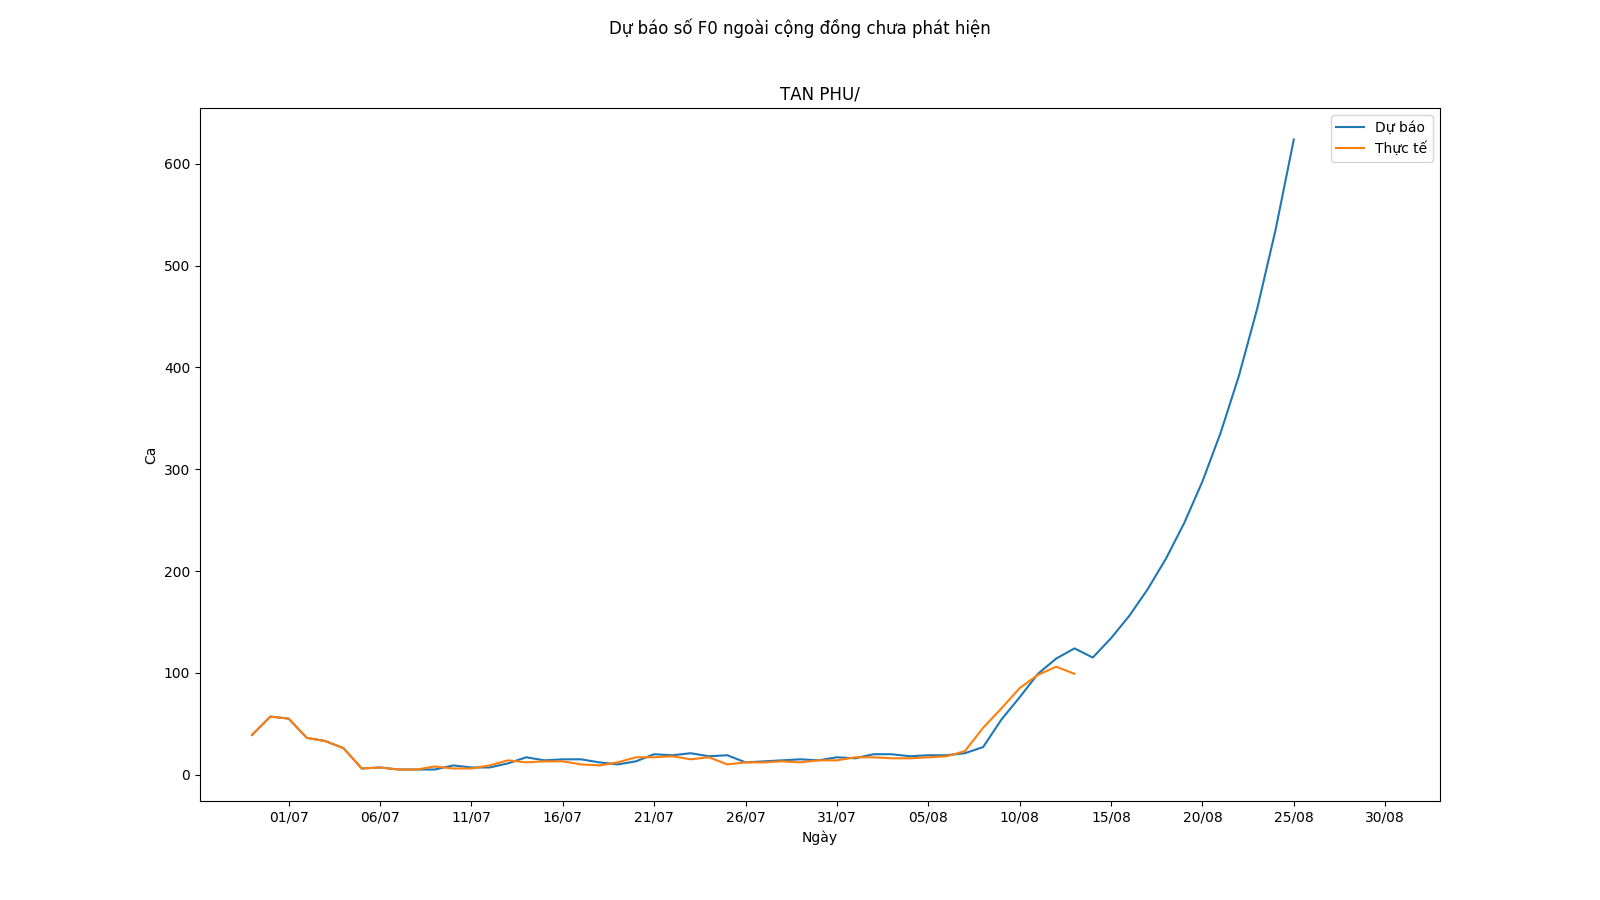 Dự báo số F0 ngoài cộng đồng chưa phát hiện
TAN PHU/
Dự báo
Thực tế
600
500
400
300
200
100
0
Ca
01/07 06/07 11/07 16/07 21/07 26/07 31/07 05/08 10/08 15/08 20/08 25/08 30/08
Ngày